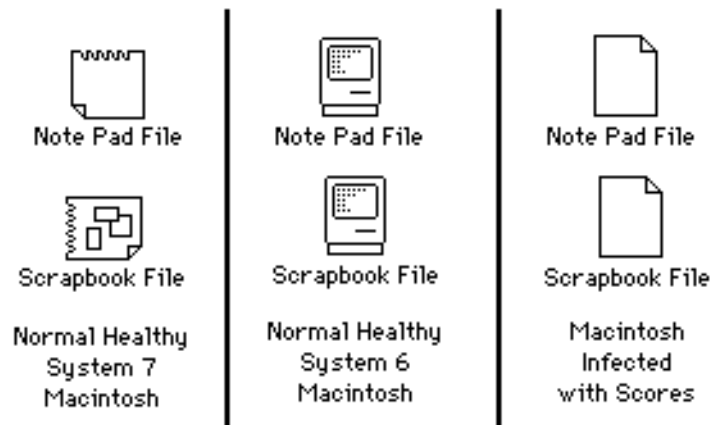 Note Pad File
Scrapbook File
Normal Healthy
System 7
Macintosh
Note Pad File
Scrapbook File
Normal Healthy
System 6
Macintosh
Note Pad File
Scrapbook File
Macintosh
Infected
with Scores